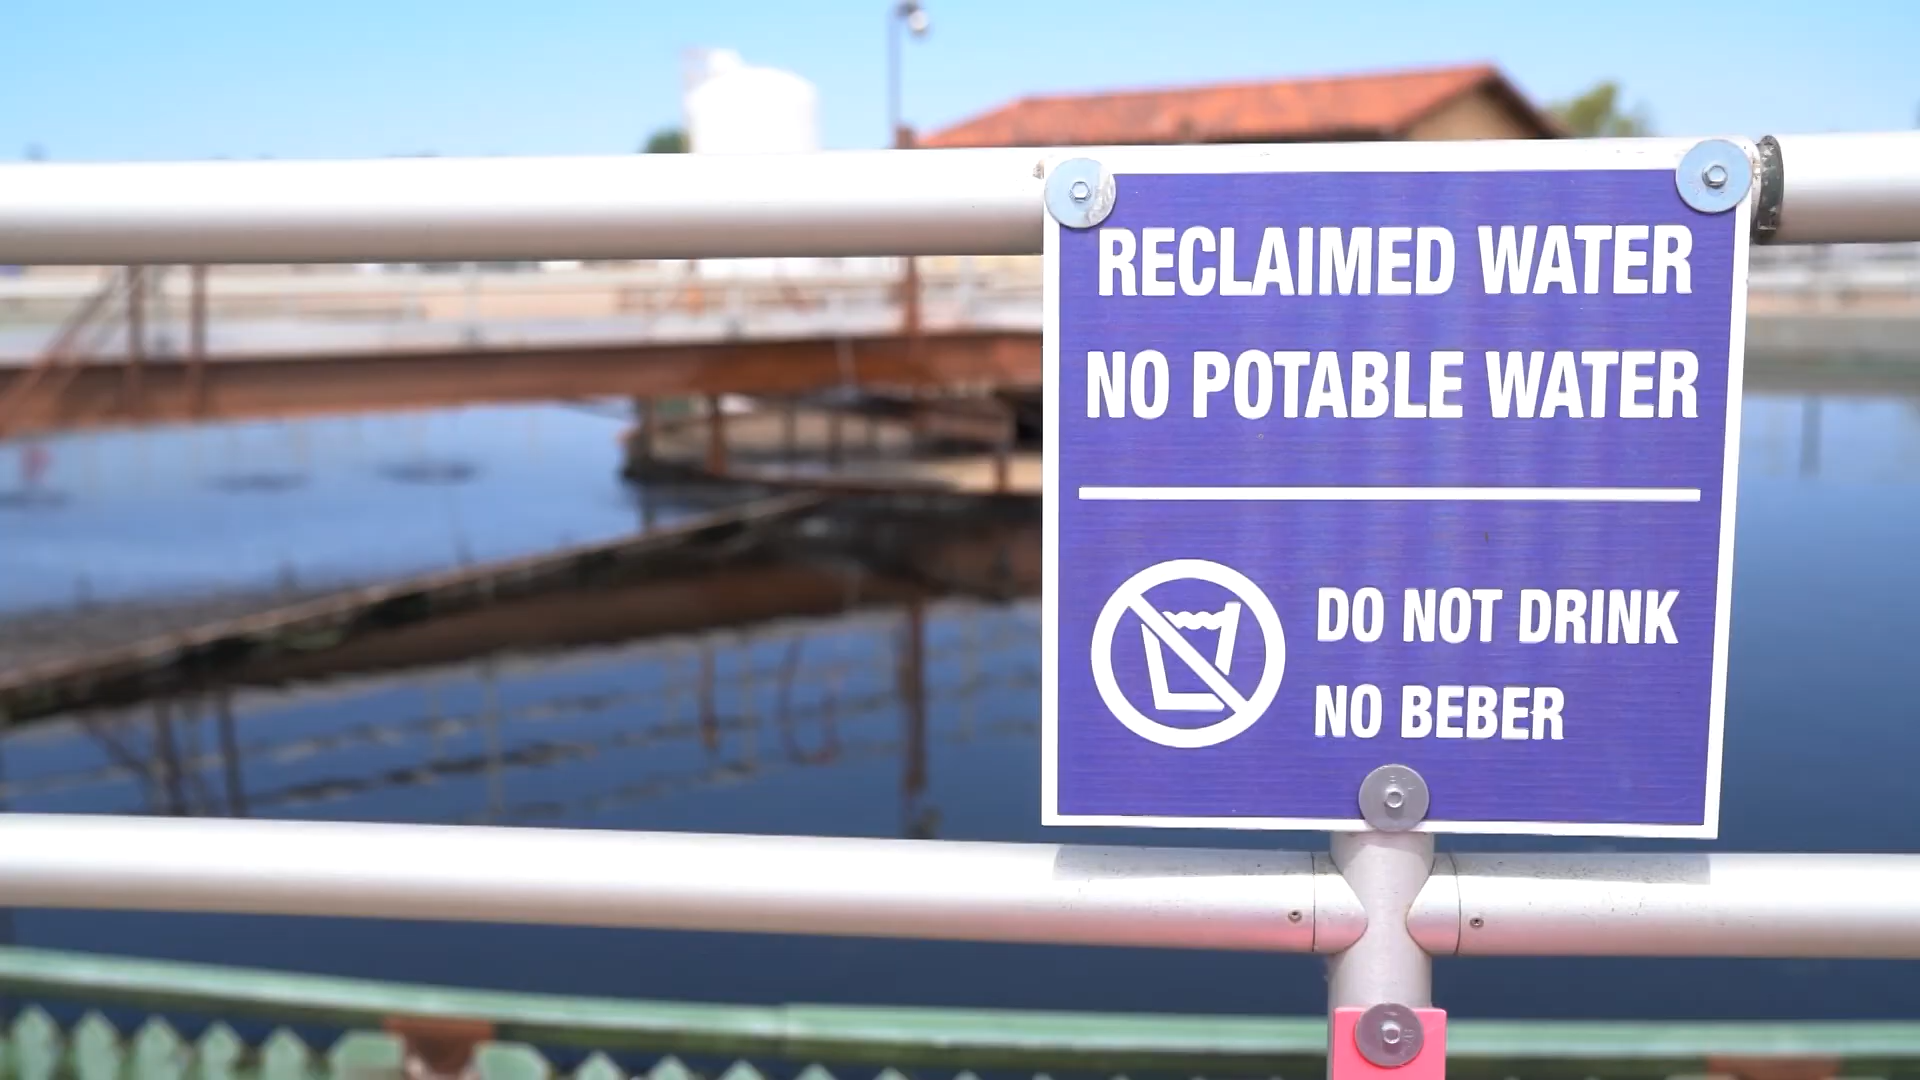 RECLAIMED WATER
NO POTABLE WATER
DO NOT DRINK
NO BEBER